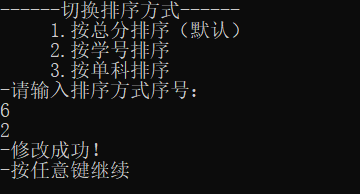 ------切换排序方式------
1.按总分排序（默认）
2.按学号排序
3.按单科排序
-请输入排序方式序号：
6
2
-修改成功！
-按任意键继续